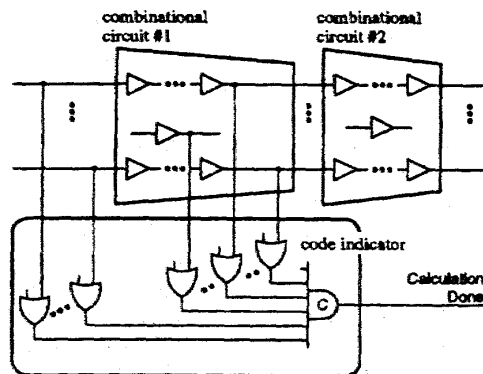 combinational
circuit #1
combinational
circuit #2
code indicator
C
Calculation
Done